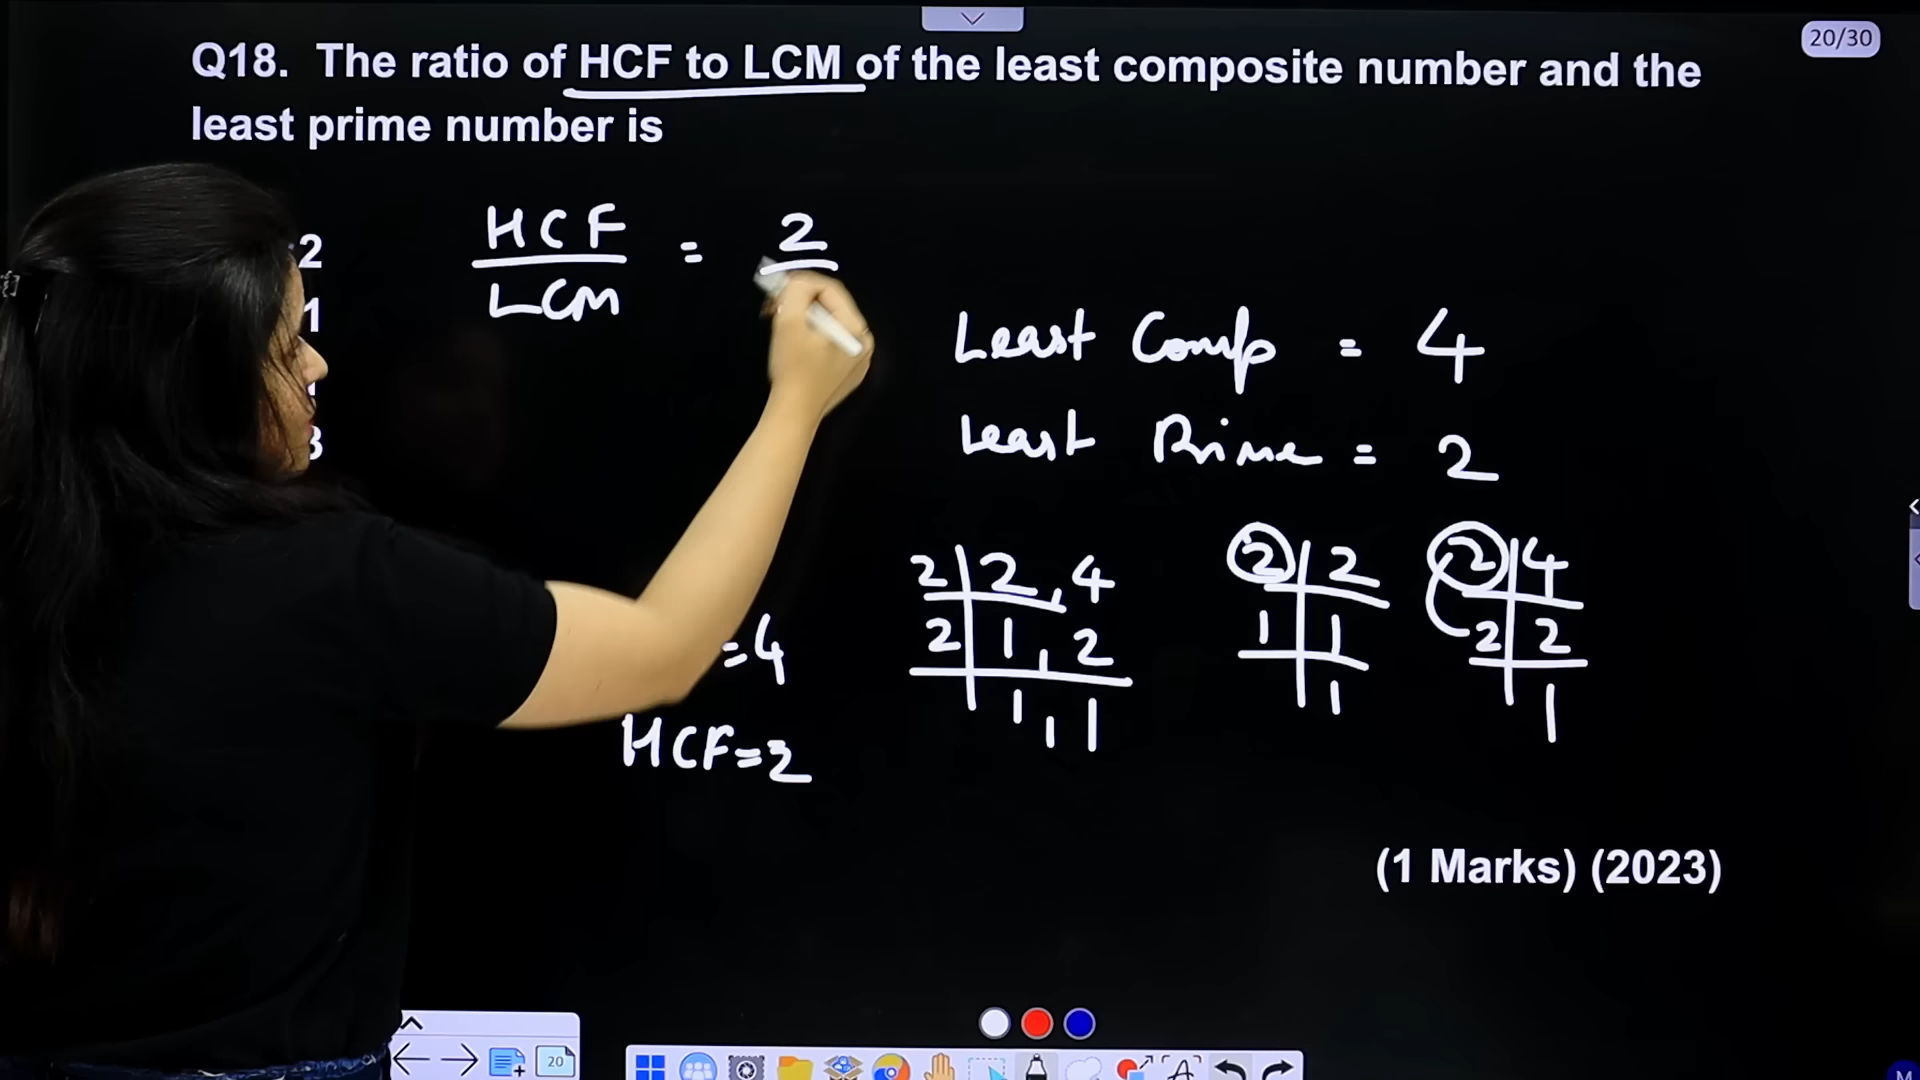 20/30
Q18. The ratio of HCF to LCM of the least composite number and the
least prime number is
2
1
3
HCF = 2
LCM
Least Comp = 4
Least Prime = 2
2 2, 4
2 1, 2
1, 1
2 2
1 1
1
2 4
2 2
1
=4
HCF=2
(1 Marks) (2023)
20
A
M